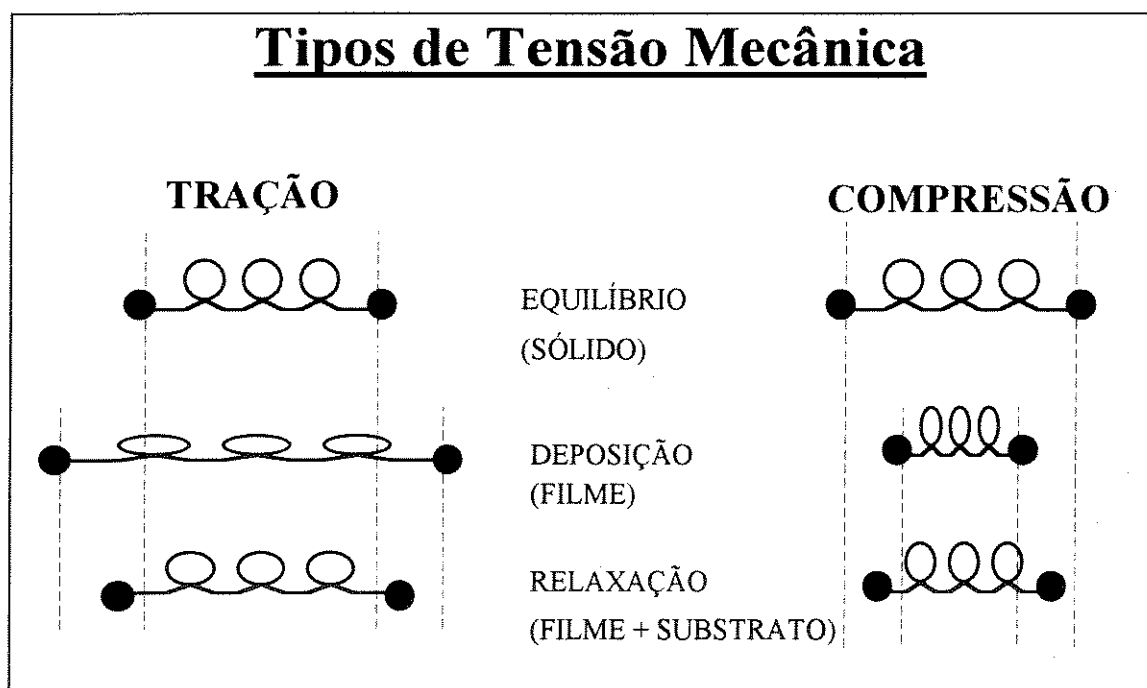 Tipos de Tensão Mecânica
TRAÇÃO
COMPRESSÃO
EQUILÍBRIO
(SÓLIDO)
DEPOSIÇÃO
(FILME)
RELAXAÇÃO
(FILME + SUBSTRATO)